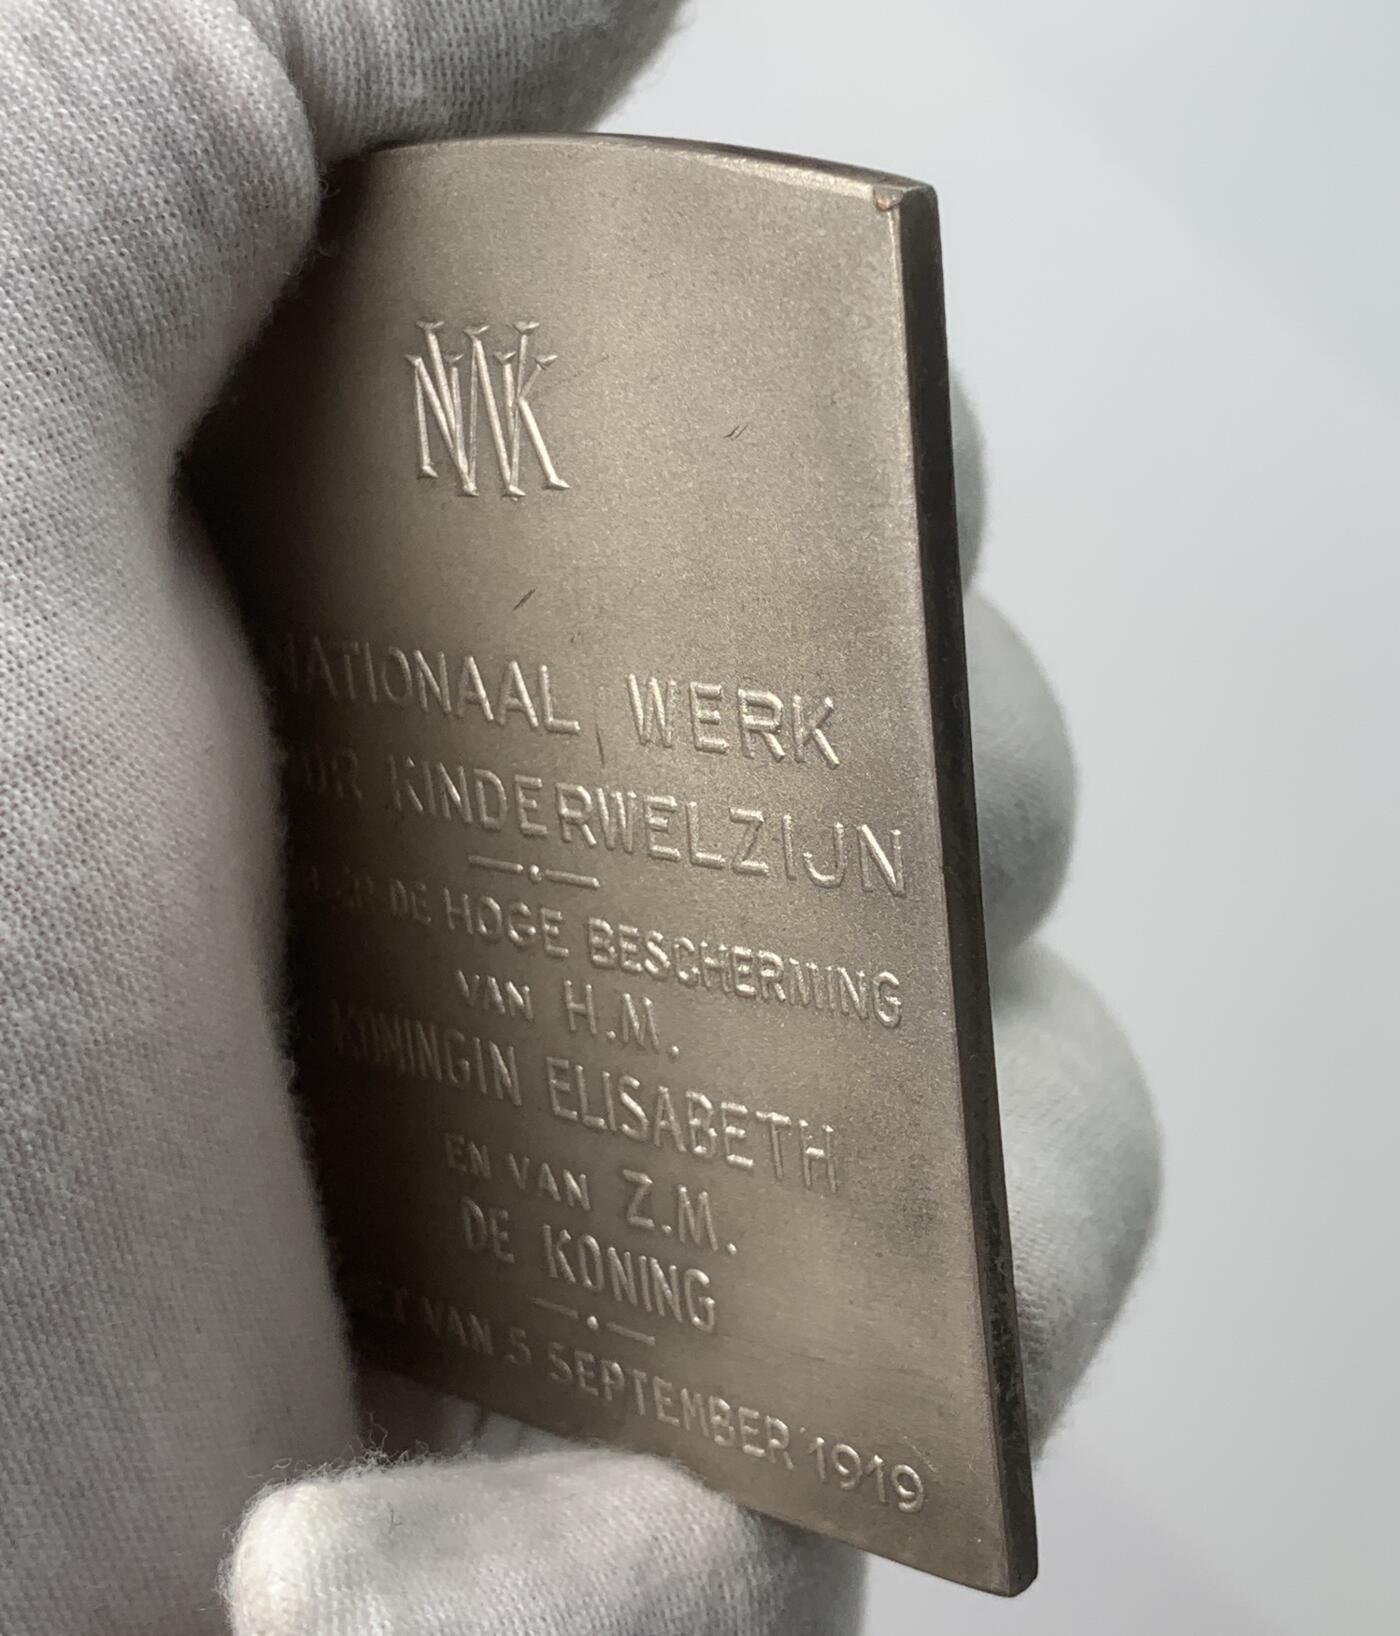 NWK
NATIONAAL WERK
KINDERWELZIJN
DE HOGE BESCHERMING
VAN H.M.
KONINGIN ELISABETH
EN VAN Z.M.
DE KONING
VAN 5 SEPTEMBER 1919